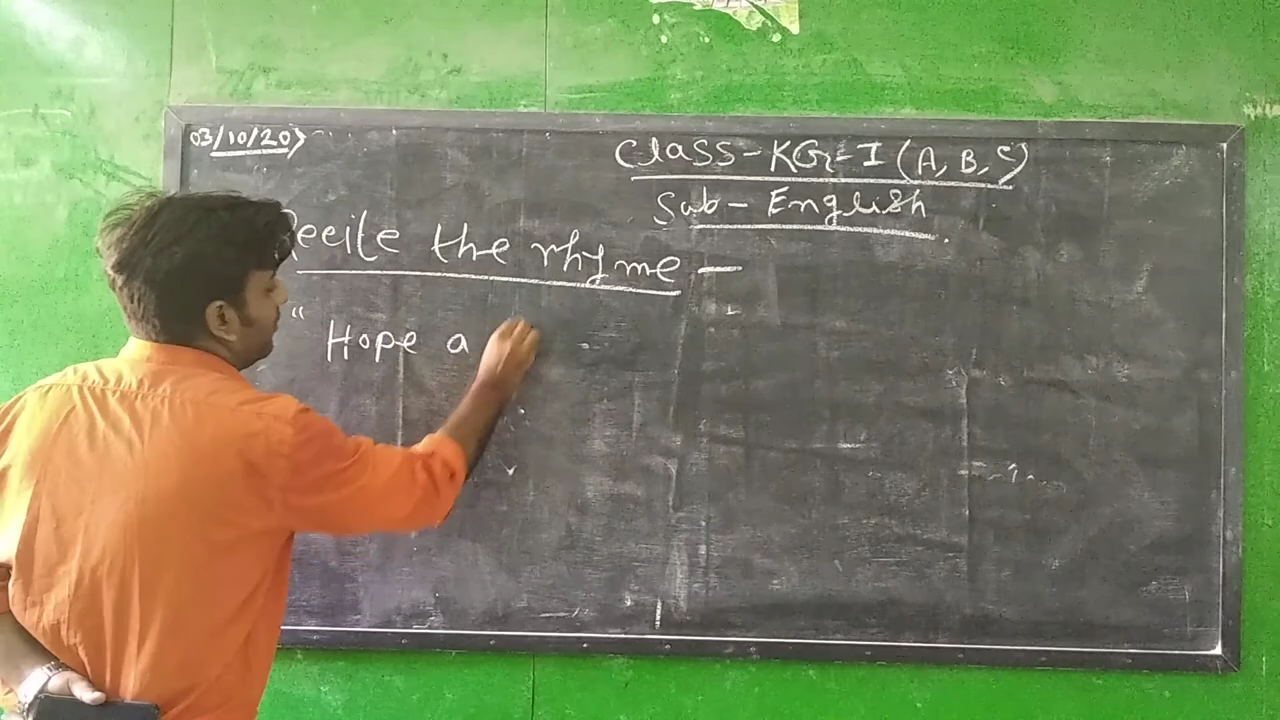 03/10/20
Class-KG-I (A, B, C)
Sub- English
Recite the rhyme -
" Hope a